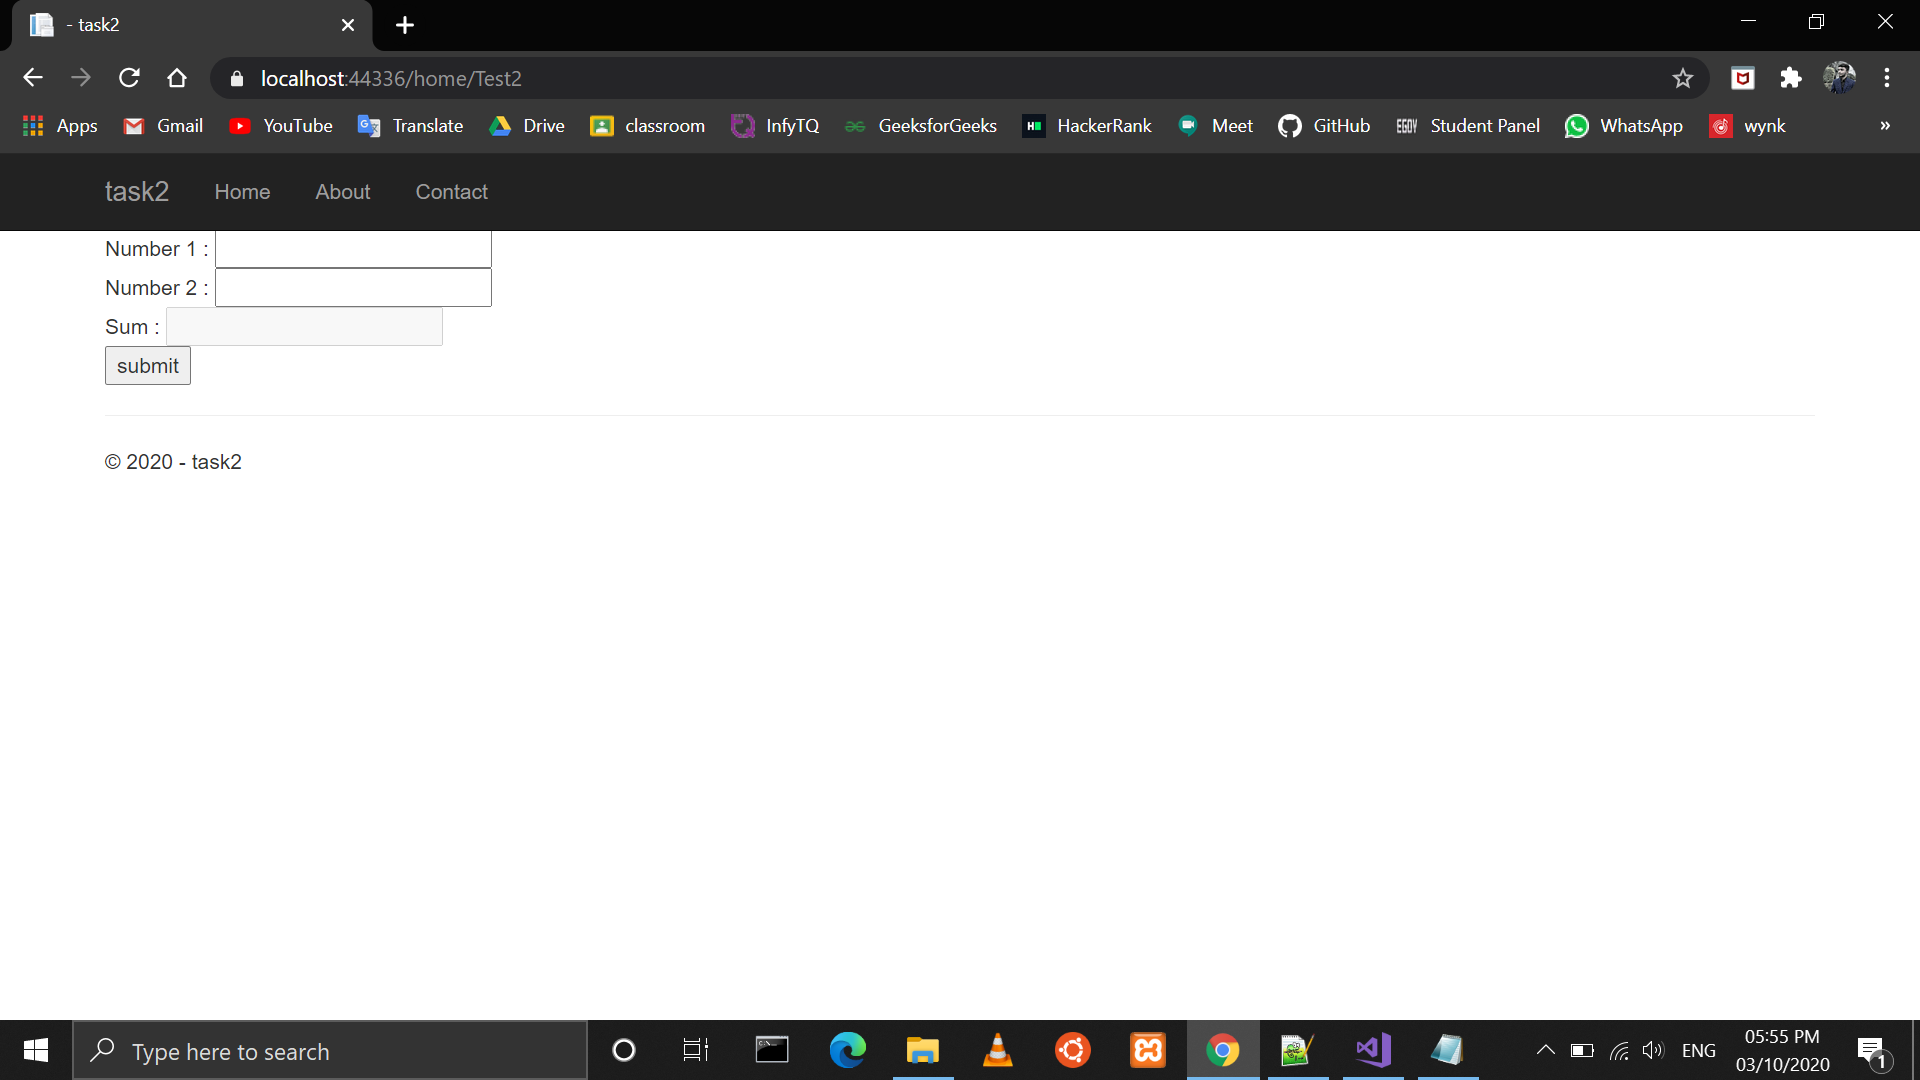 - task2
localhost:44336/home/Test2
Apps Gmail YouTube Translate Drive classroom InfyTQ GeeksforGeeks HackerRank Meet GitHub EGOV Student Panel WhatsApp wynk »
task2 Home About Contact
Number 1 :
Number 2 :
Sum :
submit
© 2020 - task2
Type here to search
ENG
05:55 PM
03/10/2020
1